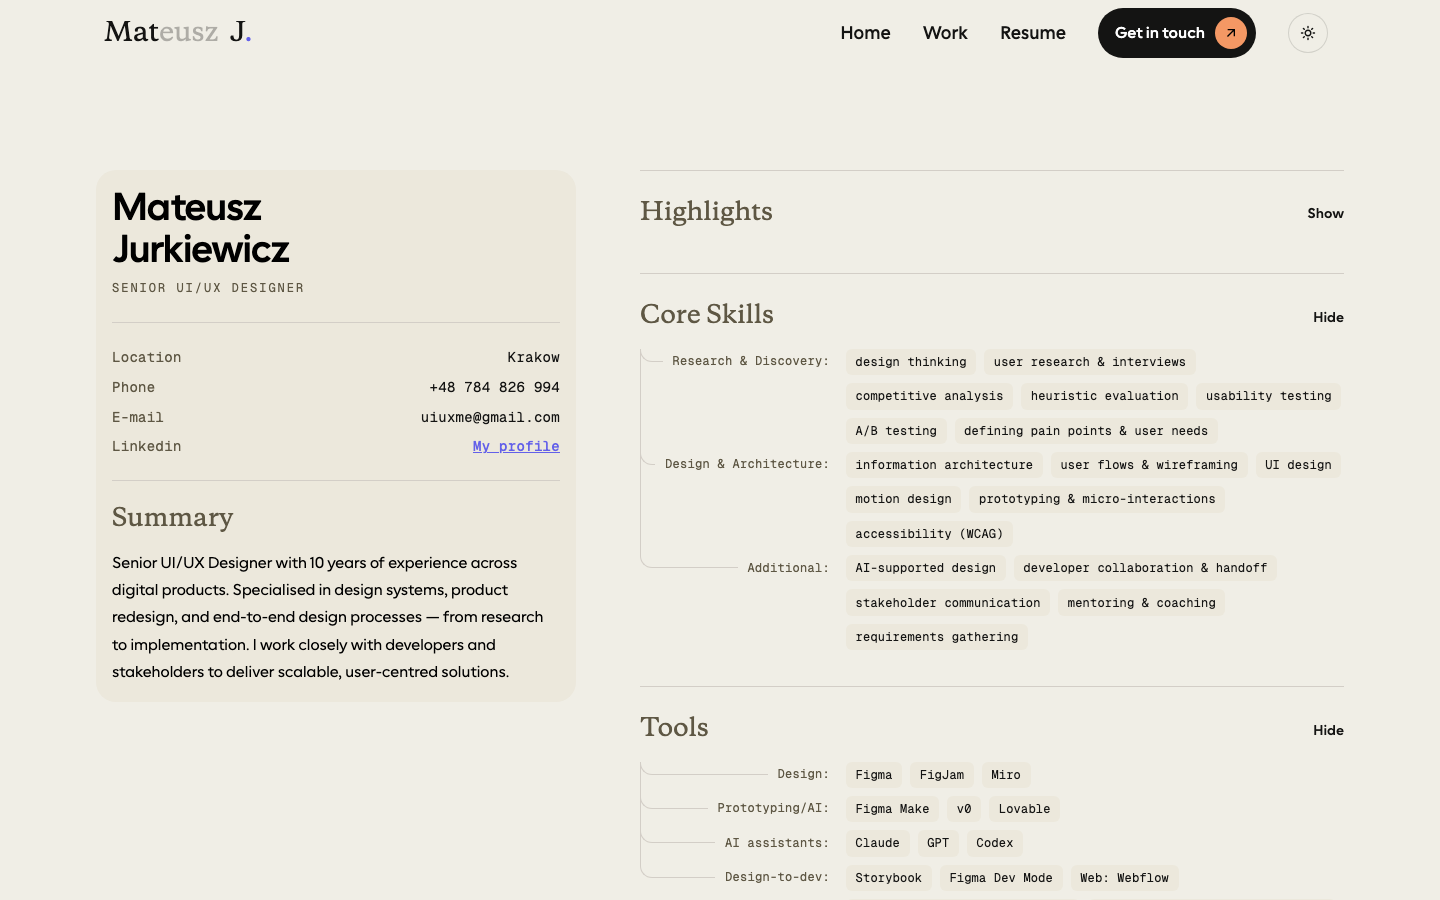 Mateusz J.
Home
Work
Resume
Get in touch
Mateusz
Jurkiewicz
SENIOR UI/UX DESIGNER
Location
Krakow
Phone
+48 784 826 994
E-mail
uiuxme@gmail.com
Linkedin
My profile
Summary
Senior UI/UX Designer with 10 years of experience across
digital products. Specialised in design systems, product
redesign, and end-to-end design processes — from research
to implementation. I work closely with developers and
stakeholders to deliver scalable, user-centred solutions.
Highlights
Show
Core Skills
Hide
Research & Discovery:
design thinking
user research & interviews
competitive analysis
heuristic evaluation
usability testing
A/B testing
defining pain points & user needs
Design & Architecture:
information architecture
user flows & wireframing
UI design
motion design
prototyping & micro-interactions
accessibility (WCAG)
Additional:
AI-supported design
developer collaboration & handoff
stakeholder communication
mentoring & coaching
requirements gathering
Tools
Hide
Design:
Figma
FigJam
Miro
Prototyping/AI:
Figma Make
v0
Lovable
AI assistants:
Claude
GPT
Codex
Design-to-dev:
Storybook
Figma Dev Mode
Web: Webflow